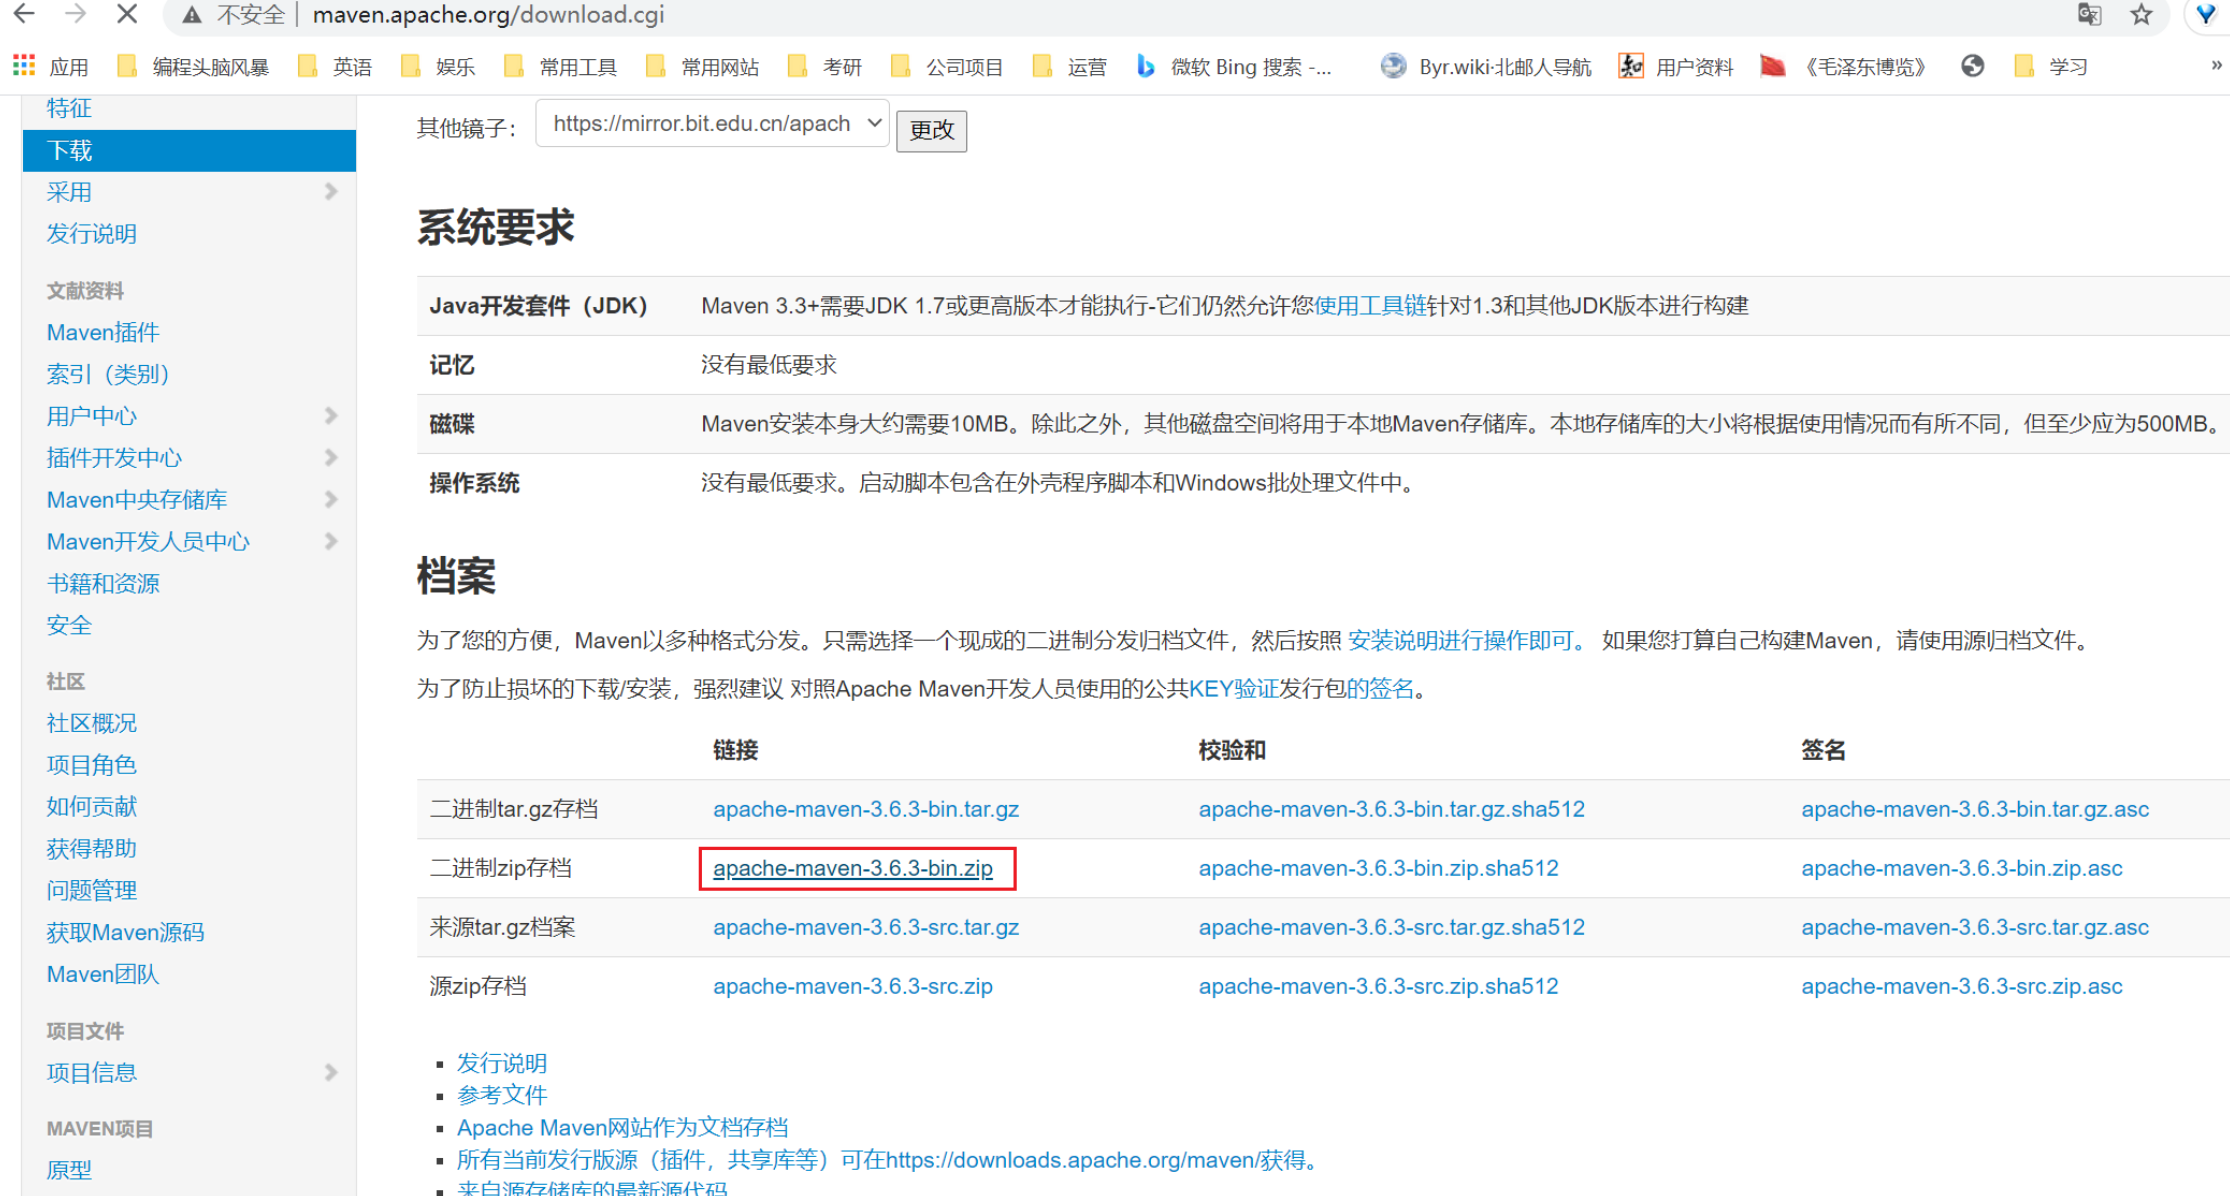 不安全 maven.apache.org/download.cgi
应用 编程头脑风暴 英语 娱乐 常用工具 常用网站 考研 公司项目 运营 微软 Bing 搜索 -... Byr.wiki·北邮人导航 用户资料 《毛泽东博览》 学习 »
特征
下载
采用
发行说明
文献资料
Maven插件
索引（类别）
用户中心
插件开发中心
Maven中央存储库
Maven开发人员中心
书籍和资源
安全
社区
社区概况
项目角色
如何贡献
获得帮助
问题管理
获取Maven源码
Maven团队
项目文件
项目信息
MAVEN项目
原型
其他镜子： https://mirror.bit.edu.cn/apach 更改
系统要求
Java开发套件（JDK） Maven 3.3+需要JDK 1.7或更高版本才能执行-它们仍然允许您使用工具链针对1.3和其他JDK版本进行构建
记忆 没有最低要求
磁碟 Maven安装本身大约需要10MB。除此之外，其他磁盘空间将用于本地Maven存储库。本地存储库的大小将根据使用情况而有所不同，但至少应为500MB。
操作系统 没有最低要求。启动脚本包含在外壳程序脚本和Windows批处理文件中。
档案
为了您的方便，Maven以多种格式分发。只需选择一个现成的二进制分发归档文件，然后按照 安装说明进行操作即可。 如果您打算自己构建Maven，请使用源归档文件。
为了防止损坏的下载/安装，强烈建议 对照Apache Maven开发人员使用的公共KEY验证发行包的签名。
链接 校验和 签名
二进制tar.gz存档 apache-maven-3.6.3-bin.tar.gz apache-maven-3.6.3-bin.tar.gz.sha512 apache-maven-3.6.3-bin.tar.gz.asc
二进制zip存档 apache-maven-3.6.3-bin.zip apache-maven-3.6.3-bin.zip.sha512 apache-maven-3.6.3-bin.zip.asc
来源tar.gz档案 apache-maven-3.6.3-src.tar.gz apache-maven-3.6.3-src.tar.gz.sha512 apache-maven-3.6.3-src.tar.gz.asc
源zip存档 apache-maven-3.6.3-src.zip apache-maven-3.6.3-src.zip.sha512 apache-maven-3.6.3-src.zip.asc
发行说明
参考文件
Apache Maven网站作为文档存档
所有当前发行版源（插件，共享库等）可在https://downloads.apache.org/maven/获得。
来自源存储库的最新源代码